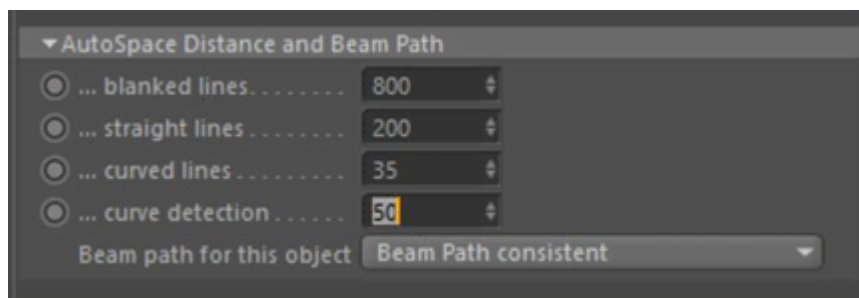 AutoSpace Distance and Beam Path
... blanked lines........ 800
... straight lines........ 200
... curved lines......... 35
... curve detection...... 50
Beam path for this object Beam Path consistent